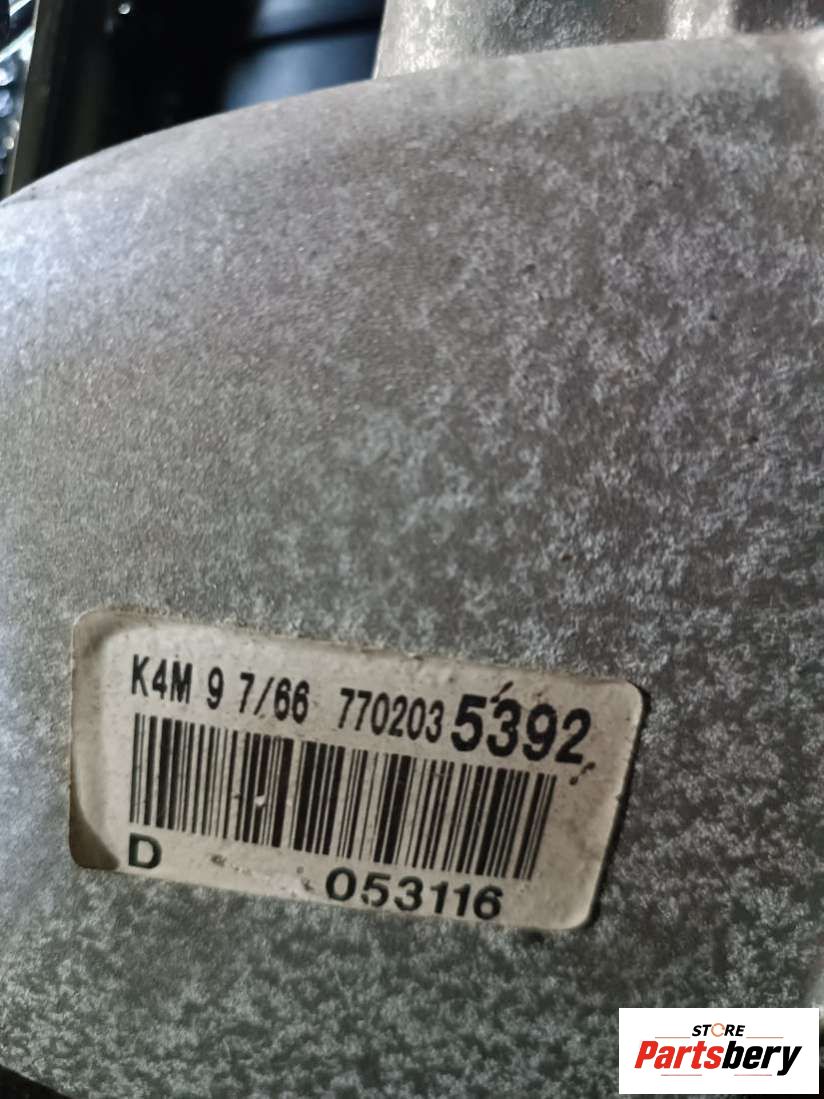 K4M 9 7/66 7702035392
D 053116
STORE
Partsbery